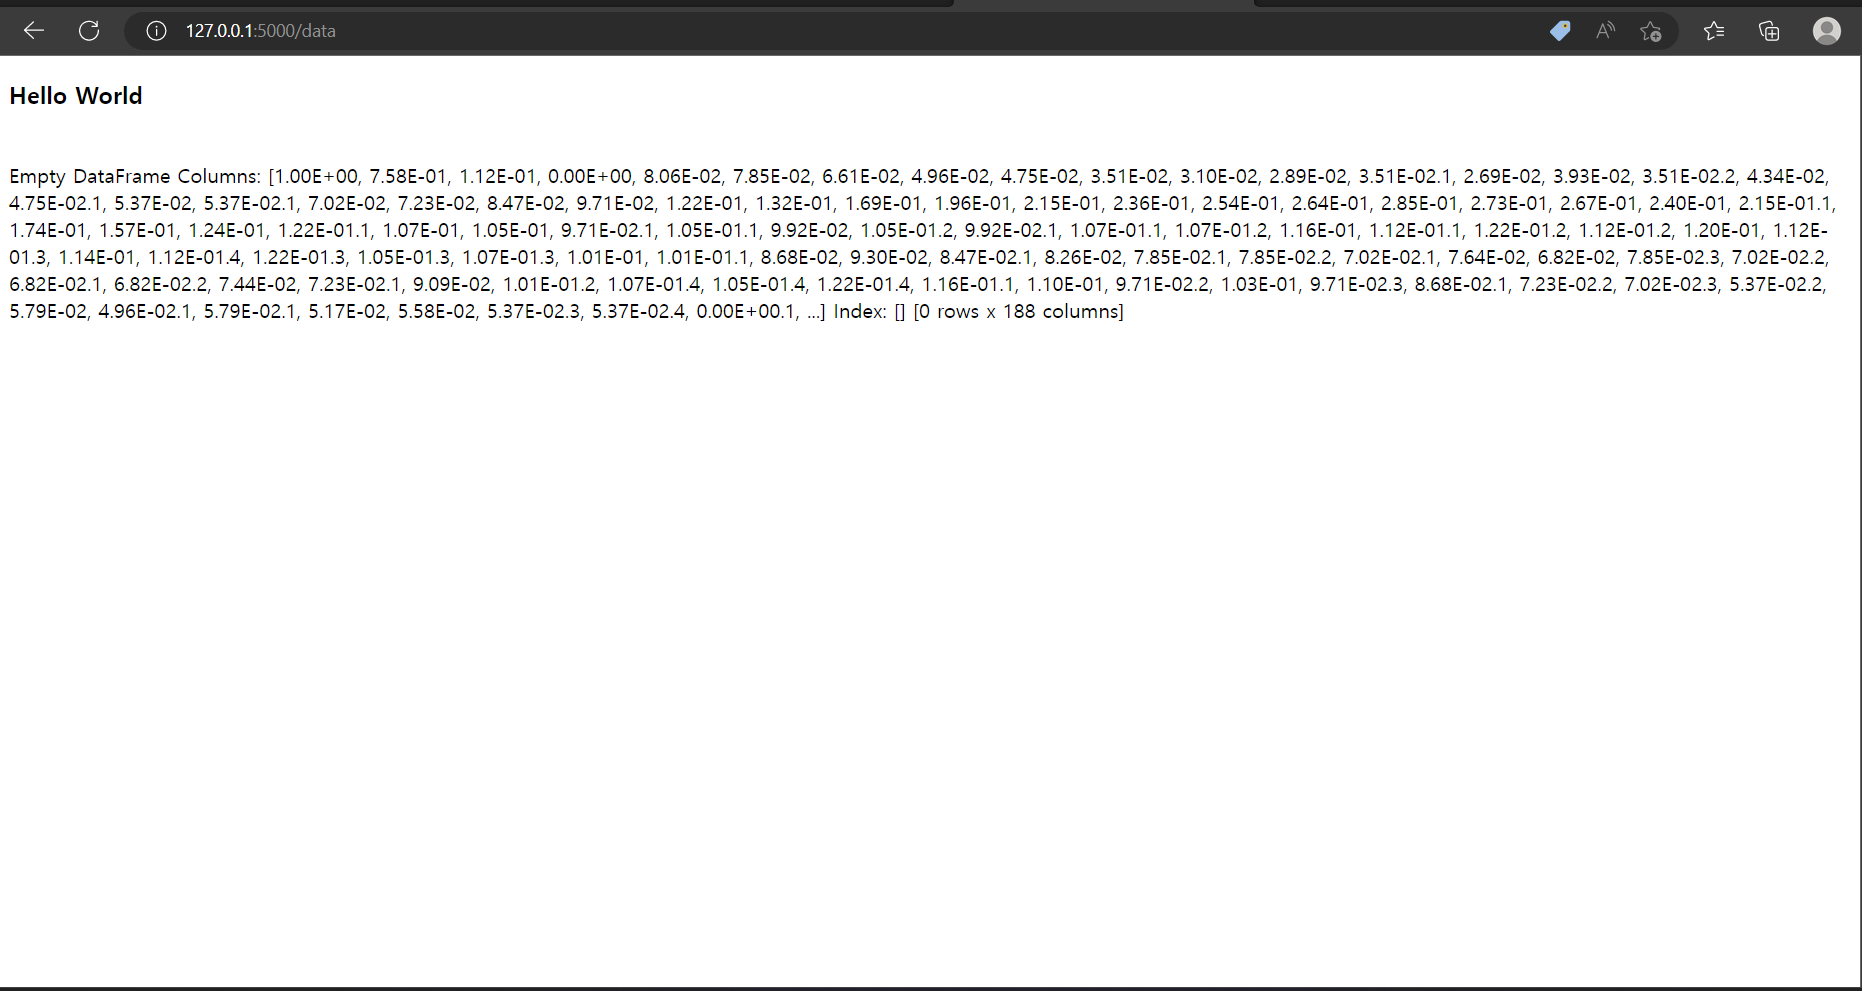 127.0.0.1:5000/data
Hello World
Empty DataFrame Columns: [1.00E+00, 7.58E-01, 1.12E-01, 0.00E+00, 8.06E-02, 7.85E-02, 6.61E-02, 4.96E-02, 4.75E-02, 3.51E-02, 3.10E-02, 2.89E-02, 3.51E-02.1, 2.69E-02, 3.93E-02, 3.51E-02.2, 4.34E-02,
4.75E-02.1, 5.37E-02, 5.37E-02.1, 7.02E-02, 7.23E-02, 8.47E-02, 9.71E-02, 1.22E-01, 1.32E-01, 1.69E-01, 1.96E-01, 2.15E-01, 2.36E-01, 2.54E-01, 2.64E-01, 2.85E-01, 2.73E-01, 2.67E-01, 2.40E-01, 2.15E-01.1,
1.74E-01, 1.57E-01, 1.24E-01, 1.22E-01.1, 1.07E-01, 1.05E-01, 9.71E-02.1, 1.05E-01.1, 9.92E-02, 1.05E-01.2, 9.92E-02.1, 1.07E-01.1, 1.07E-01.2, 1.16E-01, 1.12E-01.1, 1.22E-01.2, 1.12E-01.2, 1.20E-01, 1.12E-
01.3, 1.14E-01, 1.12E-01.4, 1.22E-01.3, 1.05E-01.3, 1.07E-01.3, 1.01E-01, 1.01E-01.1, 8.68E-02, 9.30E-02, 8.47E-02.1, 8.26E-02, 7.85E-02.1, 7.85E-02.2, 7.02E-02.1, 7.64E-02, 6.82E-02, 7.85E-02.3, 7.02E-02.2,
6.82E-02.1, 6.82E-02.2, 7.44E-02, 7.23E-02.1, 9.09E-02, 1.01E-01.2, 1.07E-01.4, 1.05E-01.4, 1.22E-01.4, 1.16E-01.1, 1.10E-01, 9.71E-02.2, 1.03E-01, 9.71E-02.3, 8.68E-02.1, 7.23E-02.2, 7.02E-02.3, 5.37E-02.2,
5.79E-02, 4.96E-02.1, 5.79E-02.1, 5.17E-02, 5.58E-02, 5.37E-02.3, 5.37E-02.4, 0.00E+00.1, ...] Index: [] [0 rows x 188 columns]